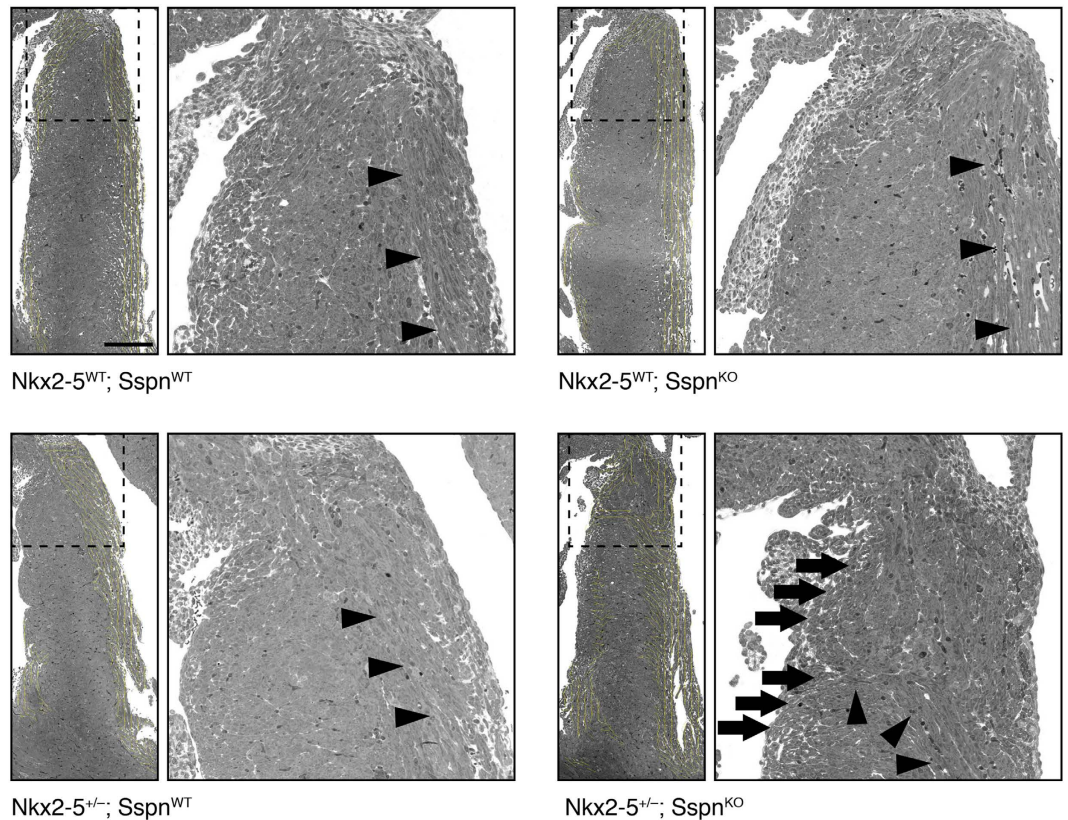 Nkx2-5ᵂᵀ; Sspnᵂᵀ
Nkx2-5ᵂᵀ; Sspnᴷᴼ
Nkx2-5⁺/⁻; Sspnᵂᵀ
Nkx2-5⁺/⁻; Sspnᴷᴼ